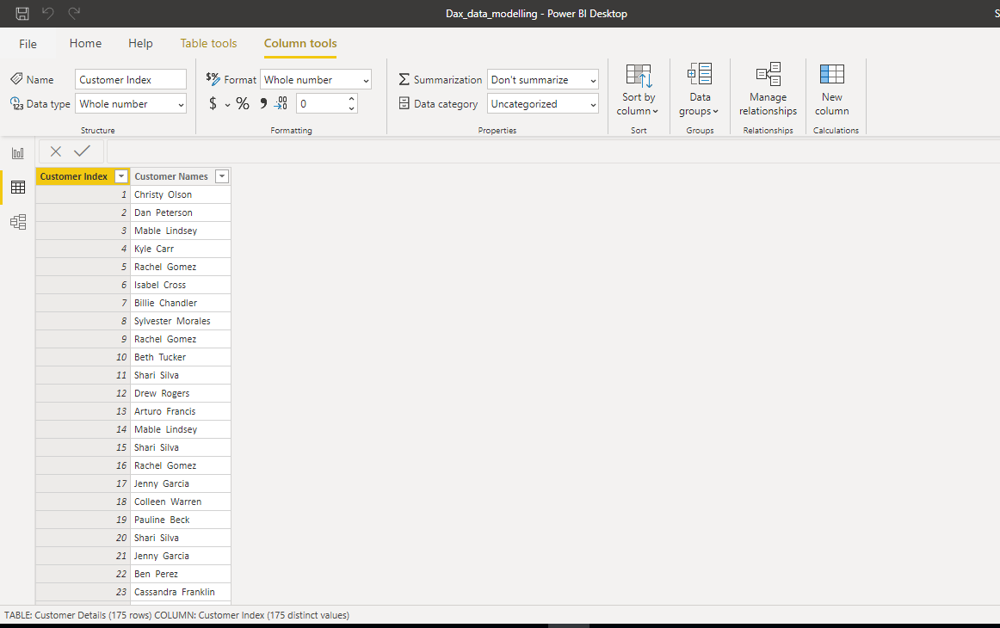 Dax_data_modelling - Power BI Desktop
File Home Help Table tools Column tools
Name Customer Index
Data type Whole number
Structure
Format Whole number
$ % 0
Formatting
Summarization Don't summarize
Data category Uncategorized
Properties
Sort by column
Sort
Data groups
Groups
Manage relationships
Relationships
New column
Calculations
Customer Index Customer Names
1 Christy Olson
2 Dan Peterson
3 Mable Lindsey
4 Kyle Carr
5 Rachel Gomez
6 Isabel Cross
7 Billie Chandler
8 Sylvester Morales
9 Rachel Gomez
10 Beth Tucker
11 Shari Silva
12 Drew Rogers
13 Arturo Francis
14 Mable Lindsey
15 Shari Silva
16 Rachel Gomez
17 Jenny Garcia
18 Colleen Warren
19 Pauline Beck
20 Shari Silva
21 Jenny Garcia
22 Ben Perez
23 Cassandra Franklin
TABLE: Customer Details (175 rows) COLUMN: Customer Index (175 distinct values)